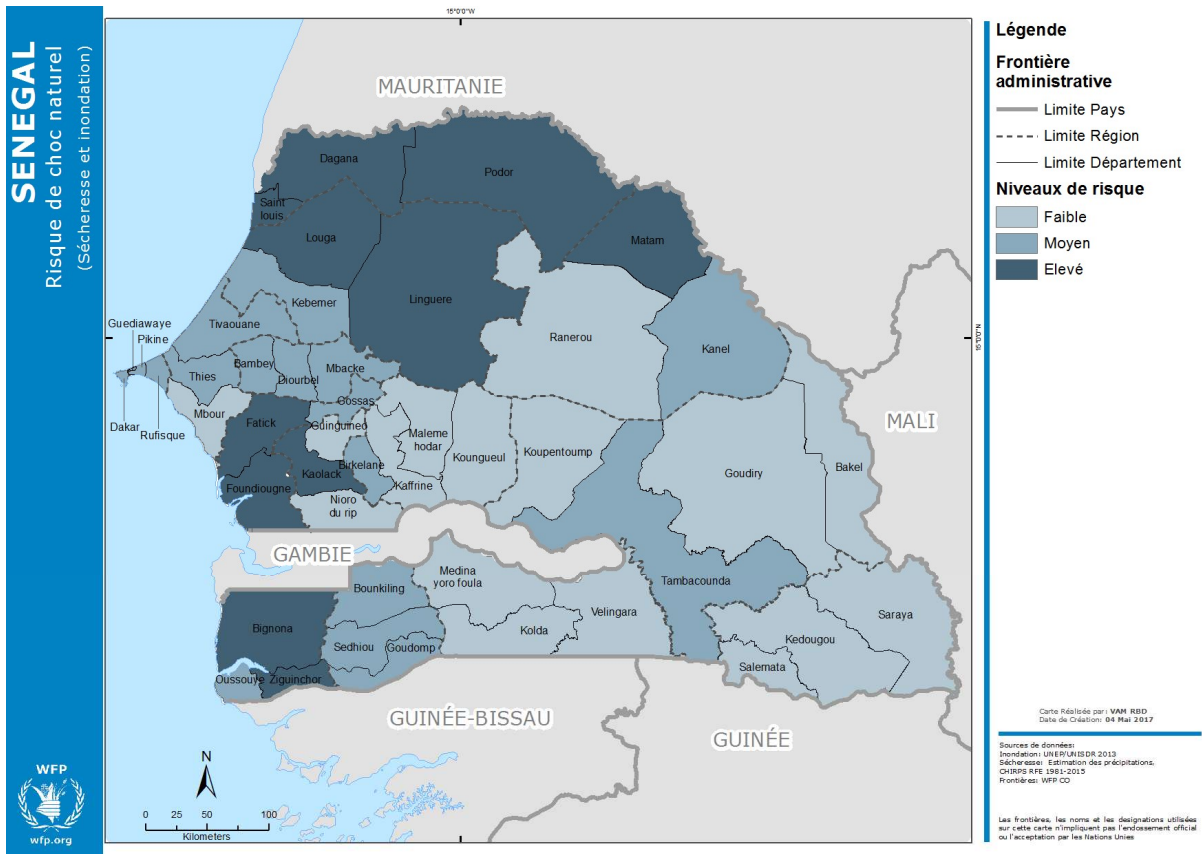 SENEGAL
Risque de choc naturel
(Sécheresse et inondation)
WFP
wfp.org
15°0'0"W
15°0'0"N
MAURITANIE
MALI
GAMBIE
GUINÉE-BISSAU
GUINÉE
Dagana
Podor
Saint
louis
Louga
Matam
Linguere
Kebemer
Tivaouane
Ranerou
Kanel
Guediawaye
Pikine
Thies
Bambey
Diourbel
Mbacke
Gossas
Mbour
Dakar
Rufisque
Fatick
Guinguineo
Maleme
hodar
Koungueul
Koupentoump
Goudiry
Bakel
Birkelane
Kaolack
Kaffrine
Foundiougne
Nioro
du rip
Tambacounda
Medina
yoro foula
Bounkiling
Velingara
Kolda
Saraya
Kedougou
Salemata
Bignona
Sedhiou
Goudomp
Oussouye
Ziguinchor
N
0 25 50 100
Kilometers
Légende
Frontière
administrative
Limite Pays
Limite Région
Limite Département
Niveaux de risque
Faible
Moyen
Elevé
Carte Réalisée par: VAM RBD
Date de Création: 04 Mai 2017
Sources de données:
Inondation: UNEP/UNISDR 2013
Sécheresse: Estimation des précipitations,
CHIRPS RFE 1981-2015
Frontières: WFP CO
Les frontières, les noms et les designations utilisées
sur cette carte n'impliquent pas l'endossement official
ou l'acceptation par les Nations Unies